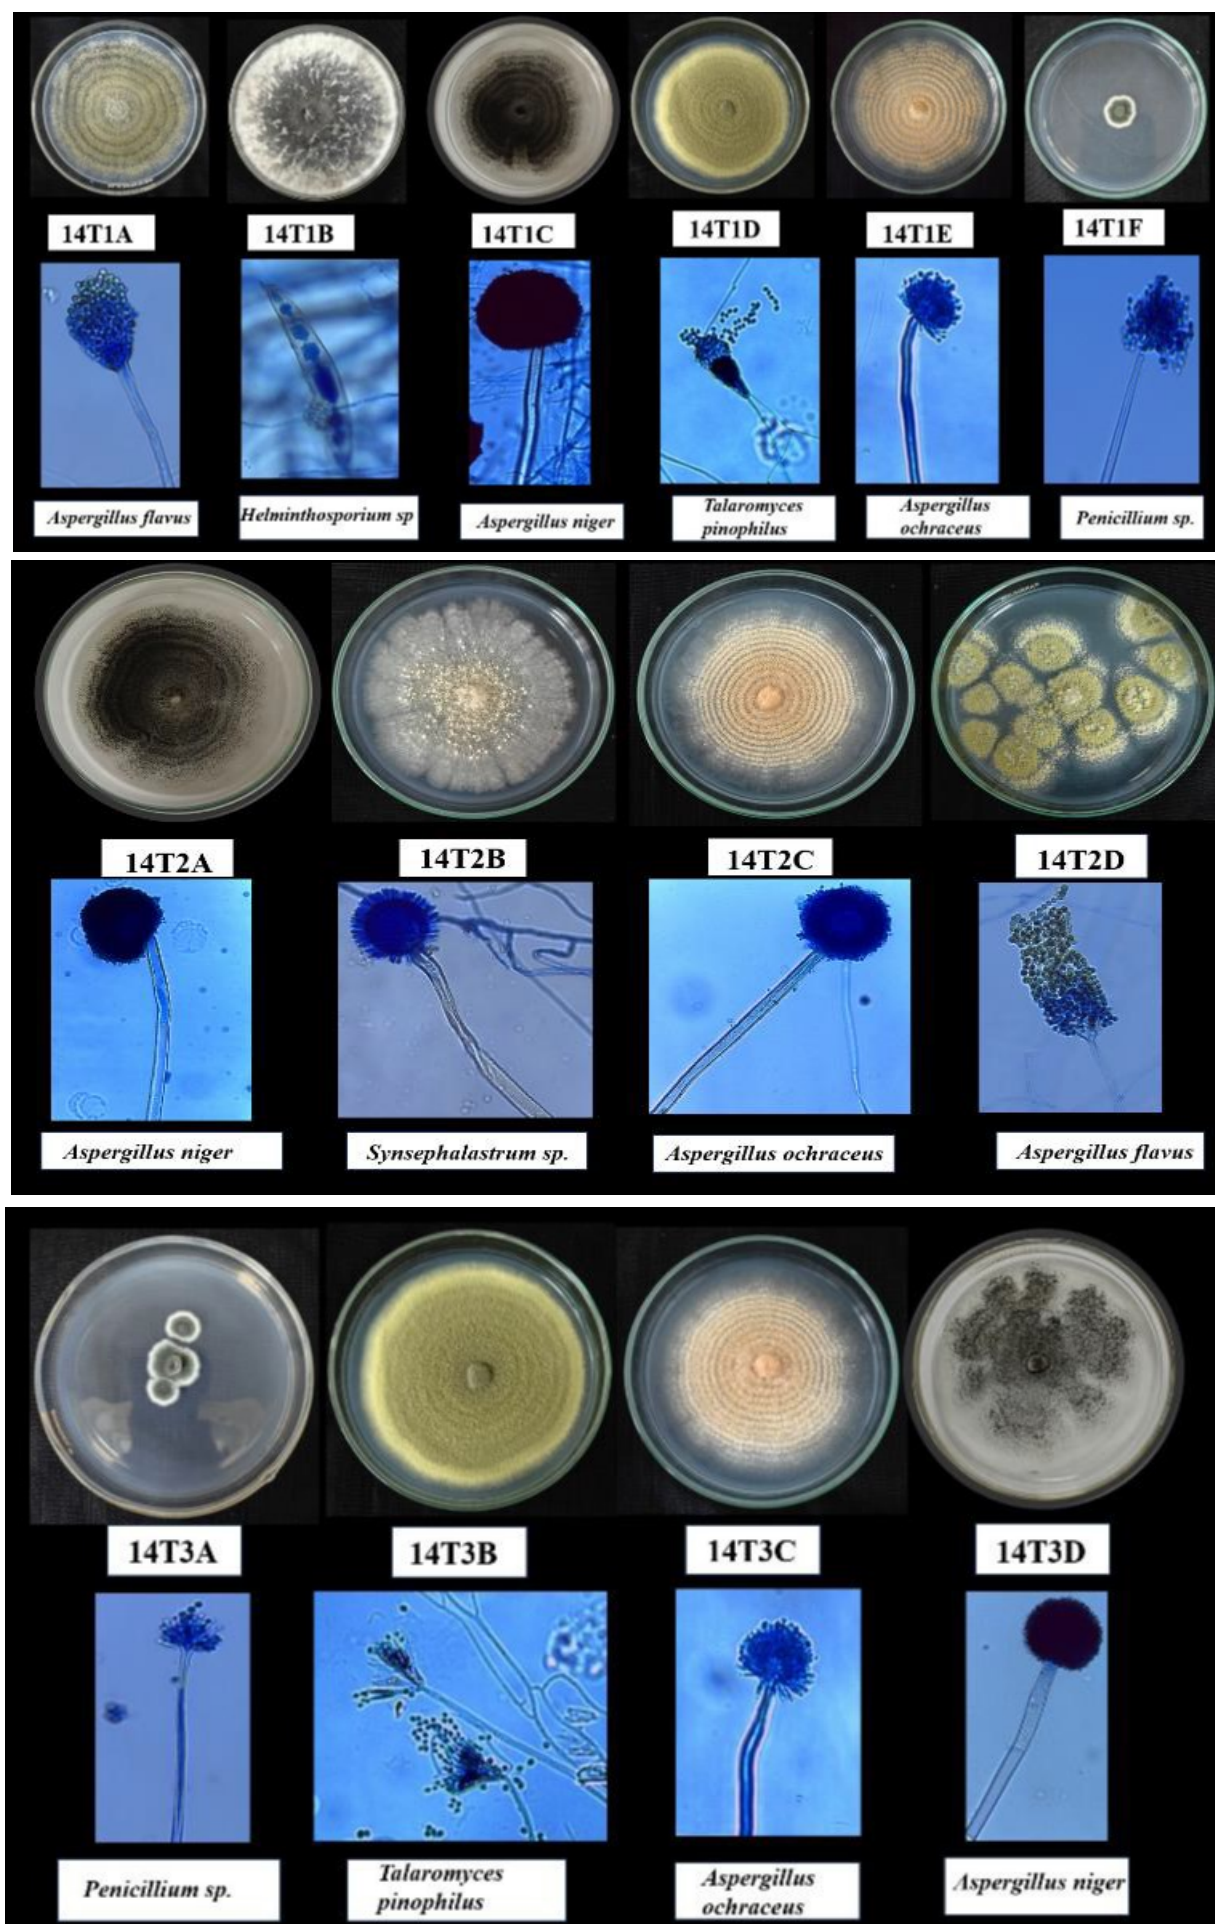 14T1A 14T1B 14T1C 14T1D 14T1E 14T1F
Aspergillus flavus
Helminthosporium sp
Aspergillus niger
Talaromyces
pinophilus
Aspergillus
ochraceus
Penicillium sp.
14T2A 14T2B 14T2C 14T2D
Aspergillus niger
Synsephalastrum sp.
Aspergillus ochraceus
Aspergillus flavus
14T3A 14T3B 14T3C 14T3D
Penicillium sp.
Talaromyces
pinophilus
Aspergillus
ochraceus
Aspergillus niger